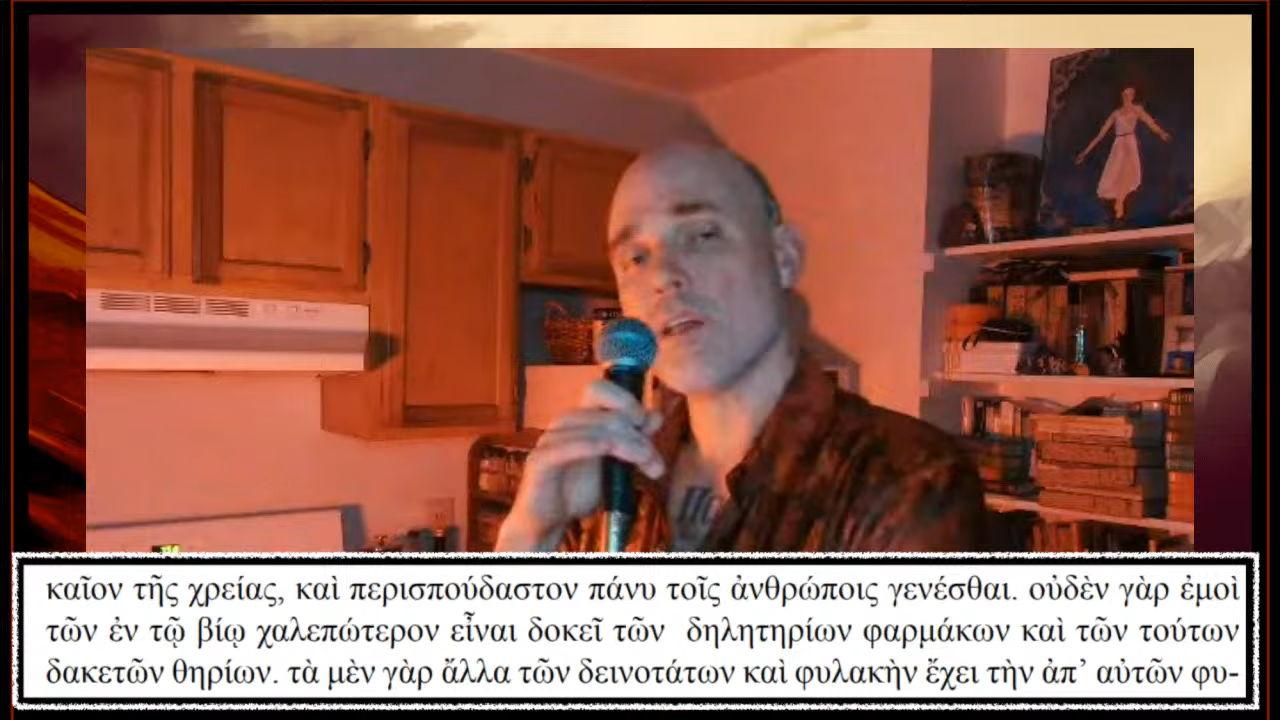 καῖον τῆς χρείας, καὶ περισπούδαστον πάνυ τοῖς ἀνθρώποις γενέσθαι. οὐδὲν γὰρ ἐμοὶ
τῶν ἐν τῷ βίῳ χαλεπώτερον εἶναι δοκεῖ τῶν δηλητηρίων φαρμάκων καὶ τῶν τούτων
δακετῶν θηρίων. τὰ μὲν γὰρ ἄλλα τῶν δεινοτάτων καὶ φυλακὴν ἔχει τὴν ἀπ’ αὐτῶν φυ-